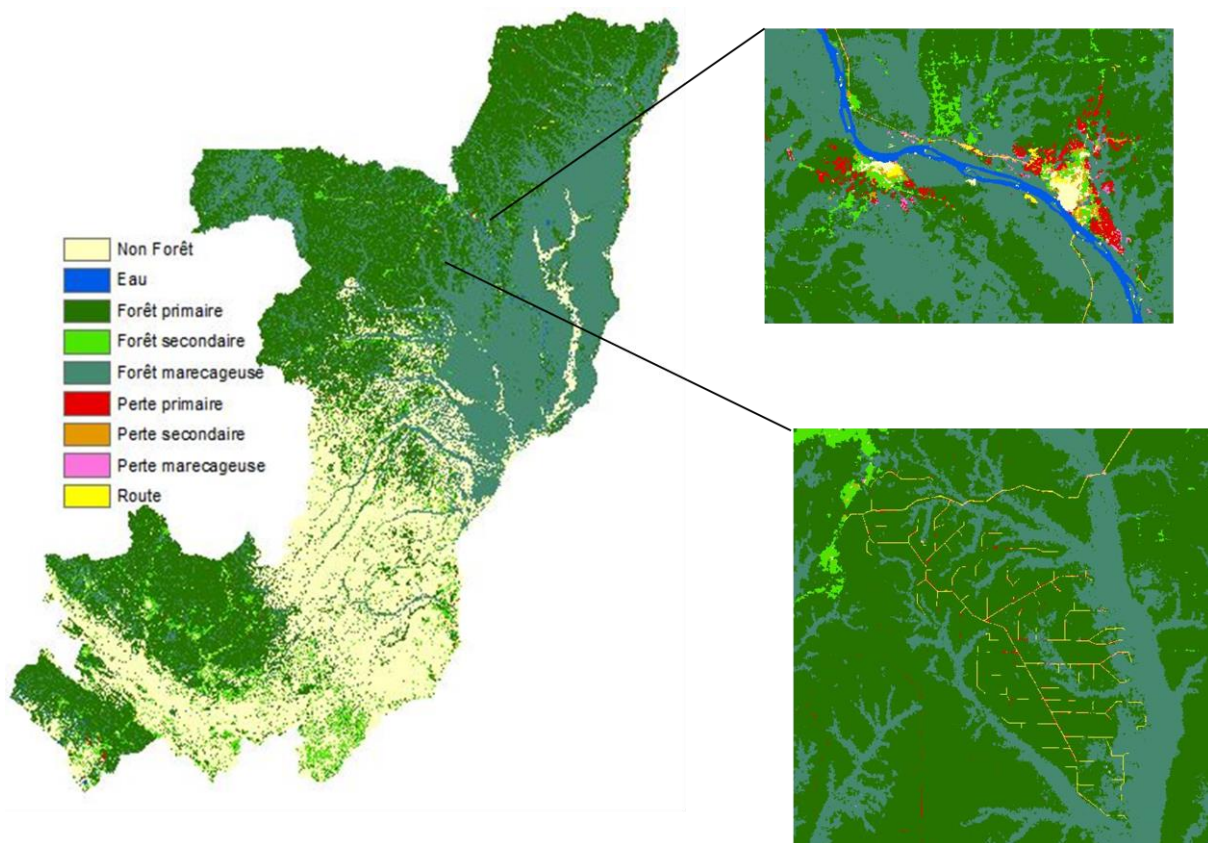 Non Forêt
Eau
Forêt primaire
Forêt secondaire
Forêt marecageuse
Perte primaire
Perte secondaire
Perte marecageuse
Route